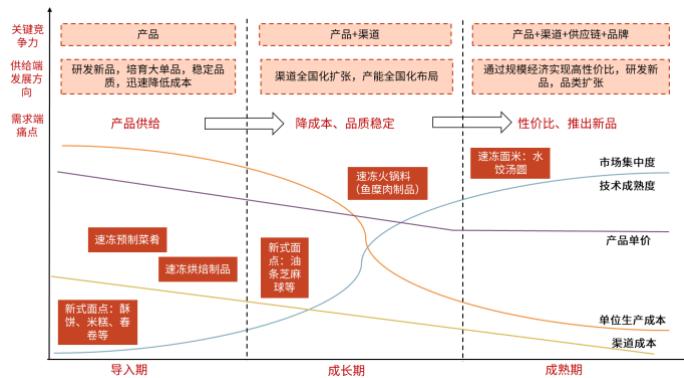 关键竞
争力
产品
产品+渠道
产品+渠道+供应链+品牌
供给端
发展方
向
研发新品，培育大单品，稳定品
质，迅速降低成本
渠道全国化扩张，产能全国化布局
通过规模经济实现高性价比，研发新
品，品类扩张
需求端
痛点
产品供给
降成本、品质稳定
性价比、推出新品
速冻面米：水
饺汤圆
市场集中度
速冻火锅料
（鱼糜肉制品）
技术成熟度
速冻预制菜肴
新式面
点：油
条芝麻
球等
产品单价
速冻烘焙制品
新式面点：酥
饼、米糕、春
卷等
单位生产成本
渠道成本
导入期
成长期
成熟期